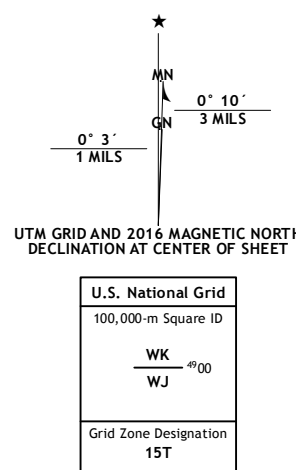 ★
MN
0° 10´
3 MILS
GN
0° 3´
1 MILS
UTM GRID AND 2016 MAGNETIC NORTH
DECLINATION AT CENTER OF SHEET
U.S. National Grid
100,000-m Square ID
WK
4900
WJ
Grid Zone Designation
15T